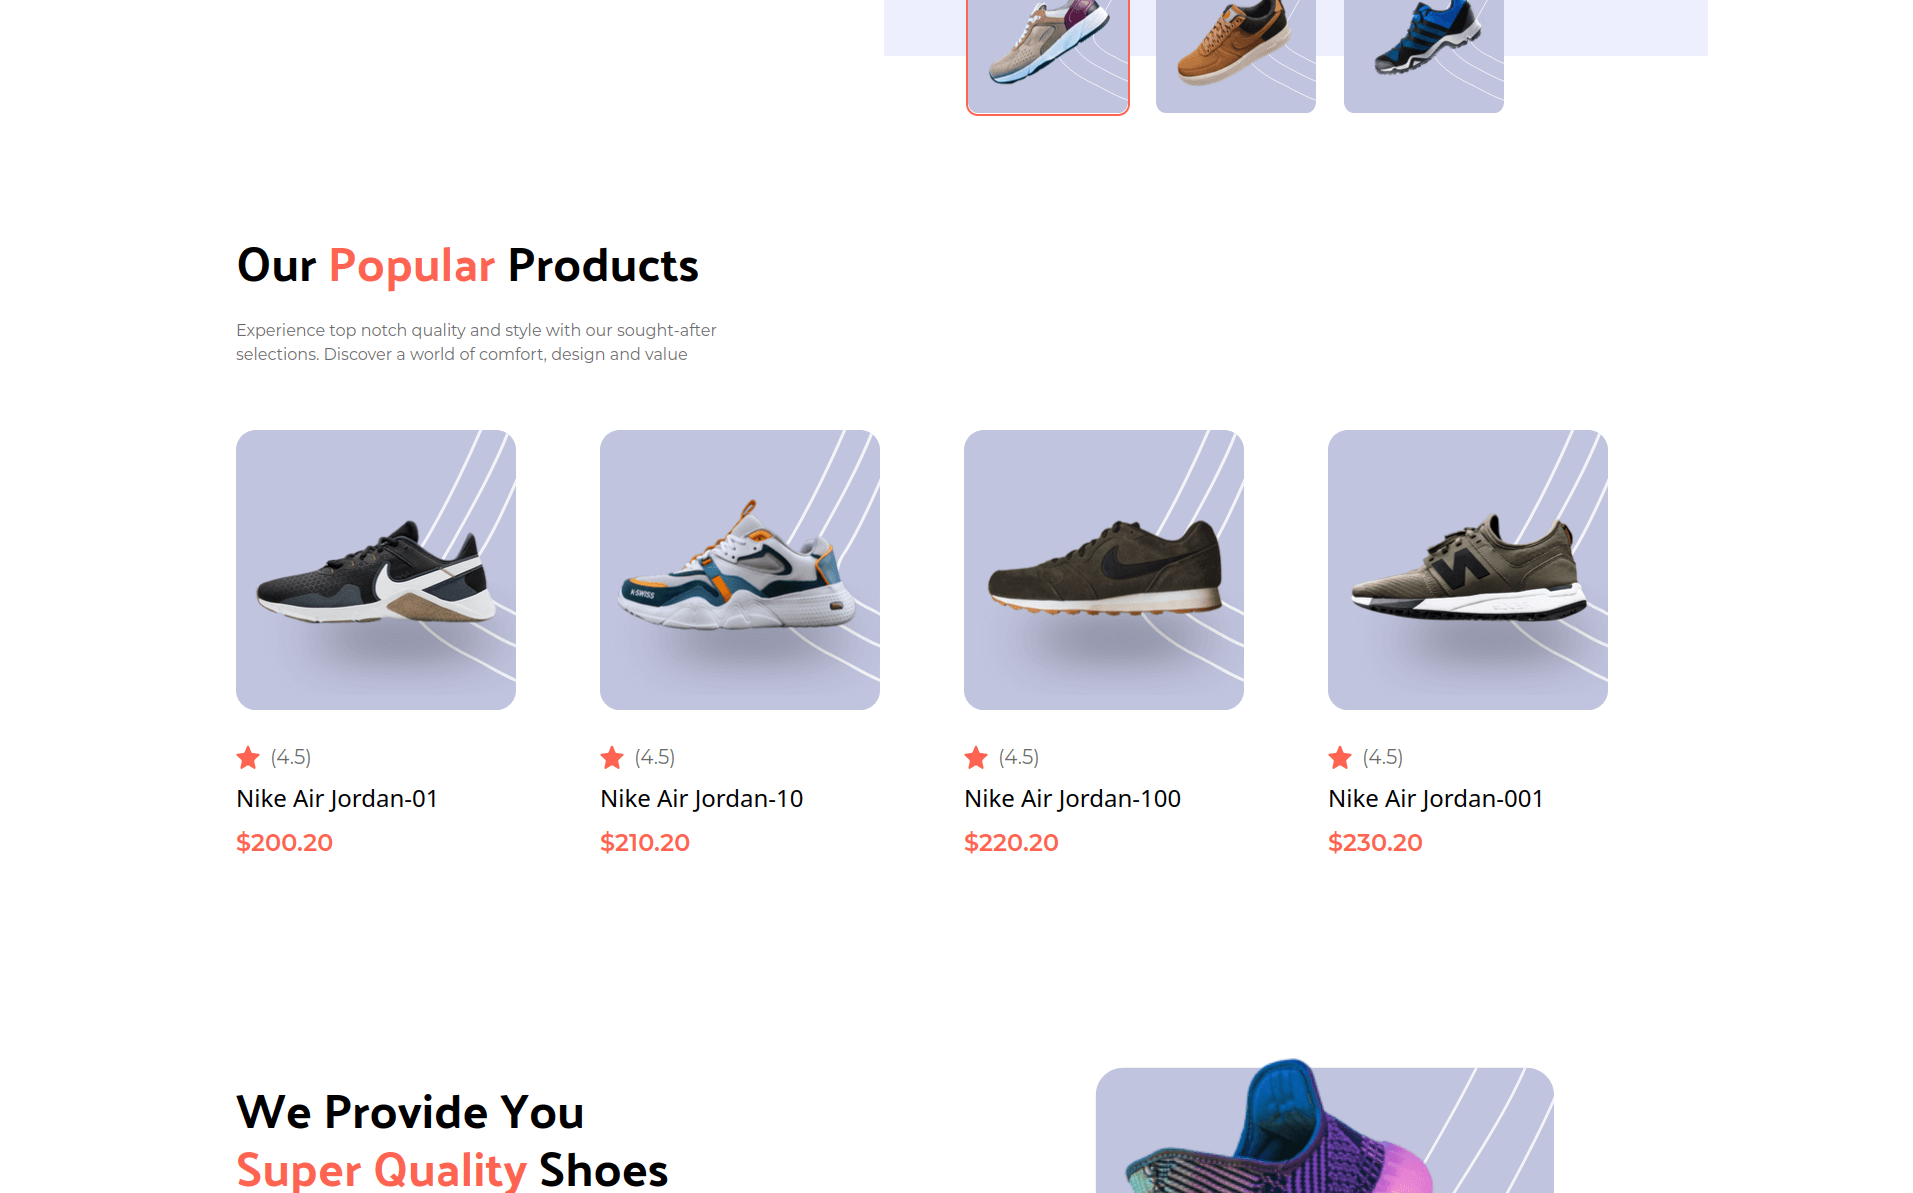 Our Popular Products
Experience top notch quality and style with our sought-after
selections. Discover a world of comfort, design and value
K-SWISS
(4.5)
Nike Air Jordan-01
$200.20
(4.5)
Nike Air Jordan-10
$210.20
(4.5)
Nike Air Jordan-100
$220.20
(4.5)
Nike Air Jordan-001
$230.20
We Provide You
Super Quality Shoes